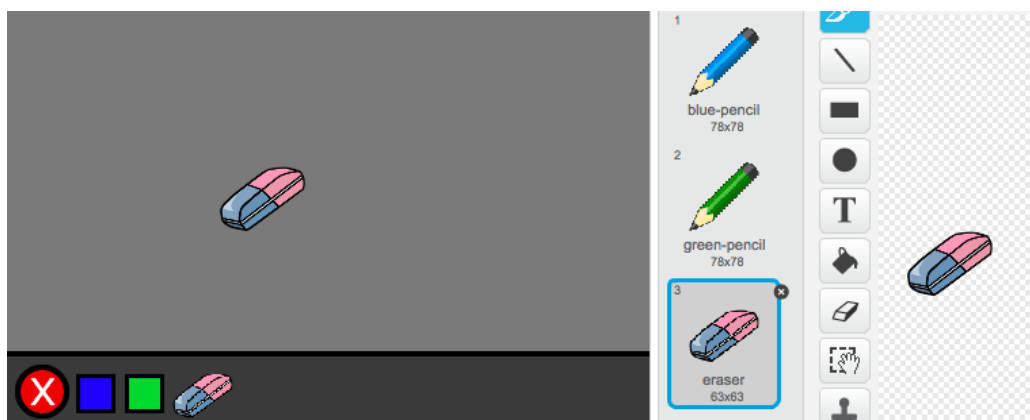 1
blue-pencil
78x78
2
green-pencil
78x78
3
eraser
63x63
X
T